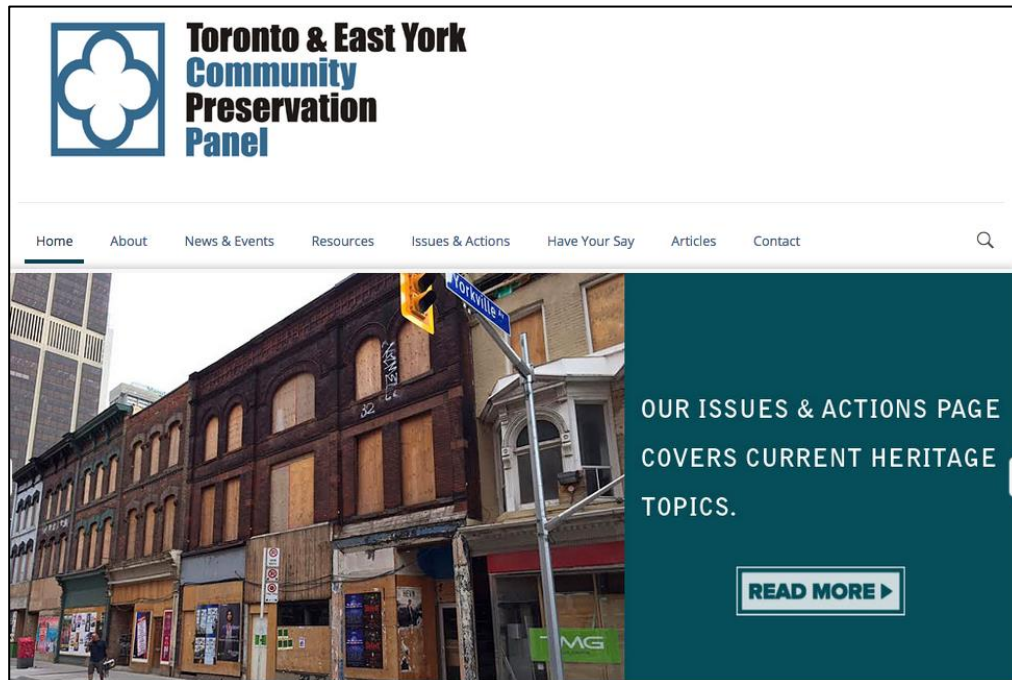 Toronto & East York
Community
Preservation
Panel
Home About News & Events Resources Issues & Actions Have Your Say Articles Contact
Yorkville Av
32
TMG
OUR ISSUES & ACTIONS PAGE
COVERS CURRENT HERITAGE
TOPICS.
READ MORE